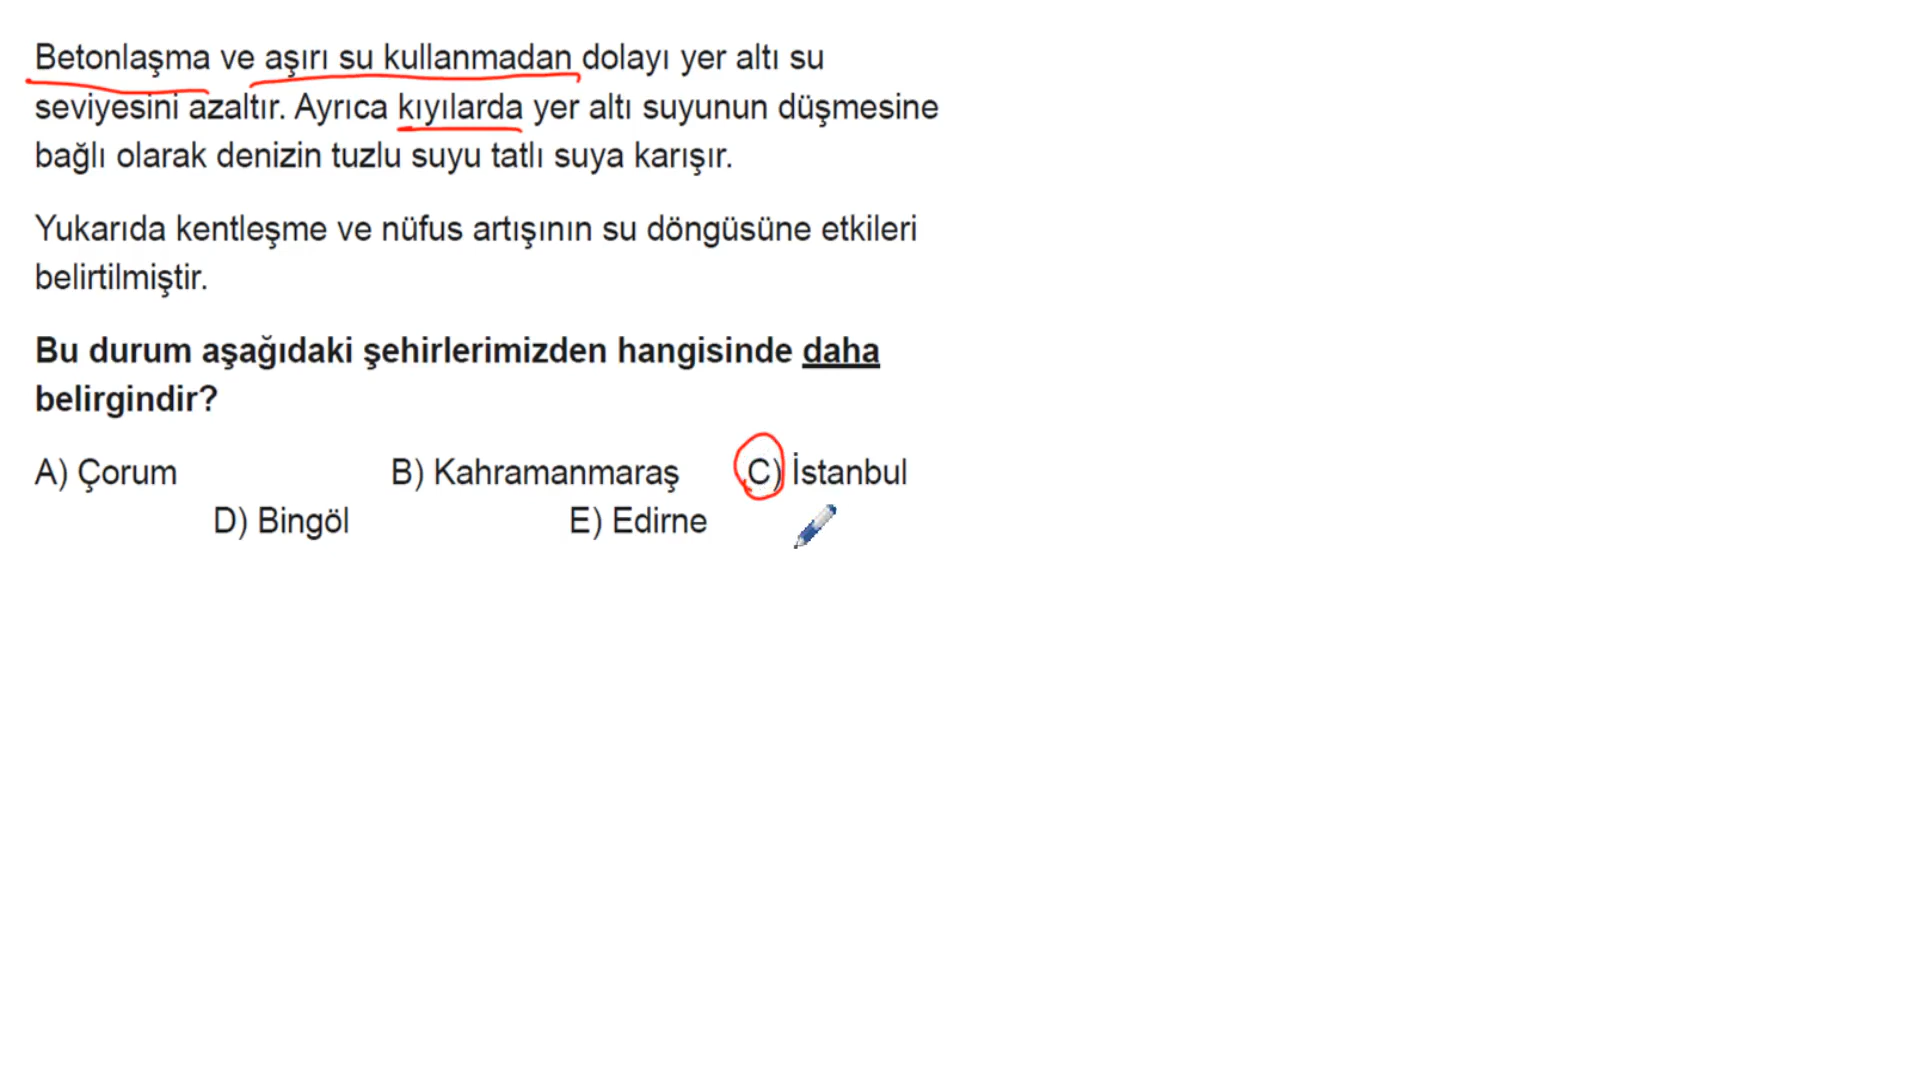 Betonlaşma ve aşırı su kullanmadan dolayı yer altı su
seviyesini azaltır. Ayrıca kıyılarda yer altı suyunun düşmesine
bağlı olarak denizin tuzlu suyu tatlı suya karışır.
Yukarıda kentleşme ve nüfus artışının su döngüsüne etkileri
belirtilmiştir.
Bu durum aşağıdaki şehirlerimizden hangisinde daha
belirgindir?
A) Çorum B) Kahramanmaraş C) İstanbul
D) Bingöl E) Edirne